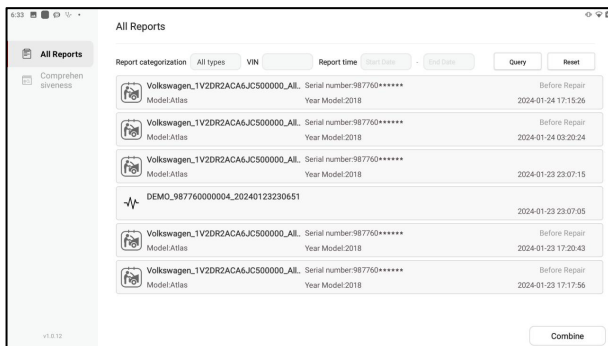 6:33
All Reports
All Reports
Comprehen
siveness
Report categorization All types VIN Report time Start Date - End Date Query Reset
Volkswagen_1V2DR2ACA6JC500000_All.. Serial number:987760****** Before Repair
Model:Atlas Year Model:2018 2024-01-24 17:15:26
Volkswagen_1V2DR2ACA6JC500000_All.. Serial number:987760****** Before Repair
Model:Atlas Year Model:2018 2024-01-24 03:20:24
Volkswagen_1V2DR2ACA6JC500000_All.. Serial number:987760******
Model:Atlas Year Model:2018 2024-01-23 23:07:15
DEMO_987760000004_20240123230651
2024-01-23 23:07:05
Volkswagen_1V2DR2ACA6JC500000_All.. Serial number:987760****** Before Repair
Model:Atlas Year Model:2018 2024-01-23 17:20:43
Volkswagen_1V2DR2ACA6JC500000_All.. Serial number:987760****** Before Repair
Model:Atlas Year Model:2018 2024-01-23 17:17:56
v1.0.12
Combine